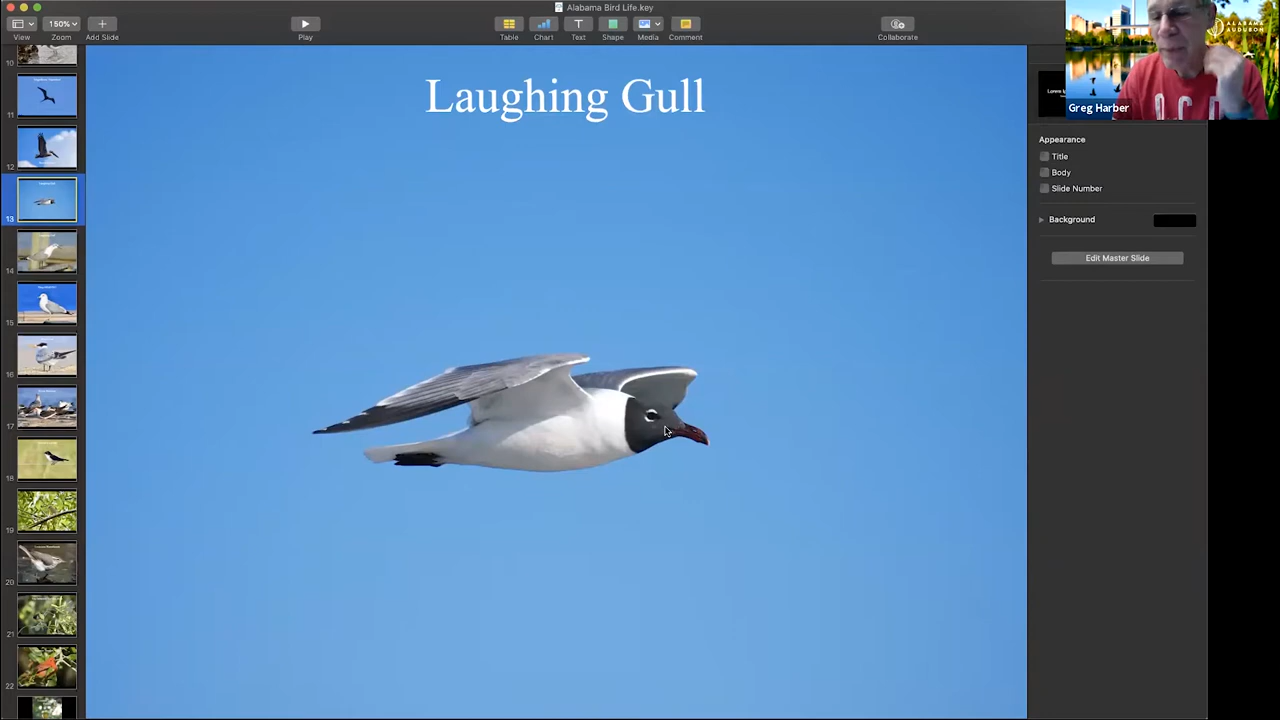 Alabama Bird Life.key
150%
View
Zoom
Add Slide
Play
Table
Chart
Text
Shape
Media
Comment
Collaborate
ALABAMA
AUDUBON
Greg Harber
Laughing Gull
10
11
12
13
14
15
16
17
18
19
20
21
22
Appearance
Title
Body
Slide Number
Background
Edit Master Slide